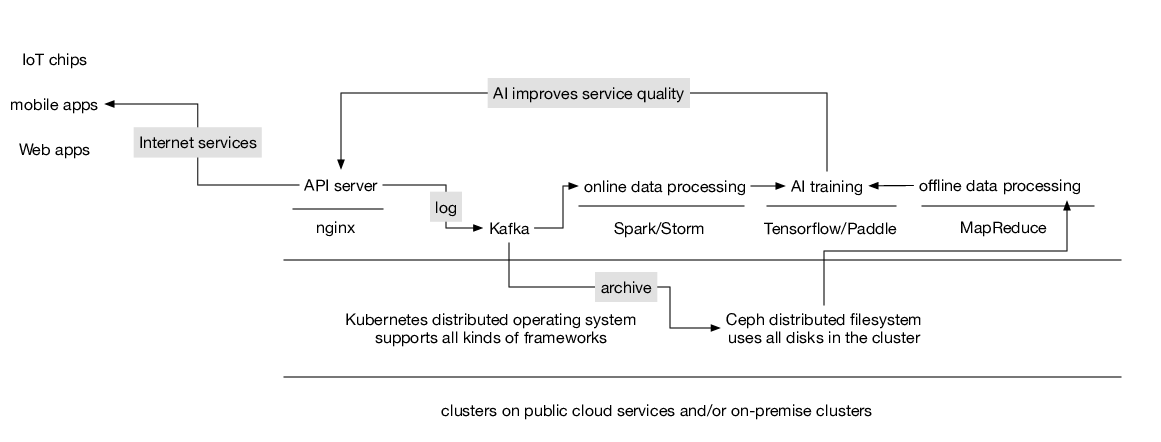 IoT chips
mobile apps
Web apps
Internet services
AI improves service quality
API server
nginx
log
Kafka
online data processing
Spark/Storm
AI training
Tensorflow/Paddle
offline data processing
MapReduce
archive
Kubernetes distributed operating system
supports all kinds of frameworks
Ceph distributed filesystem
uses all disks in the cluster
clusters on public cloud services and/or on-premise clusters